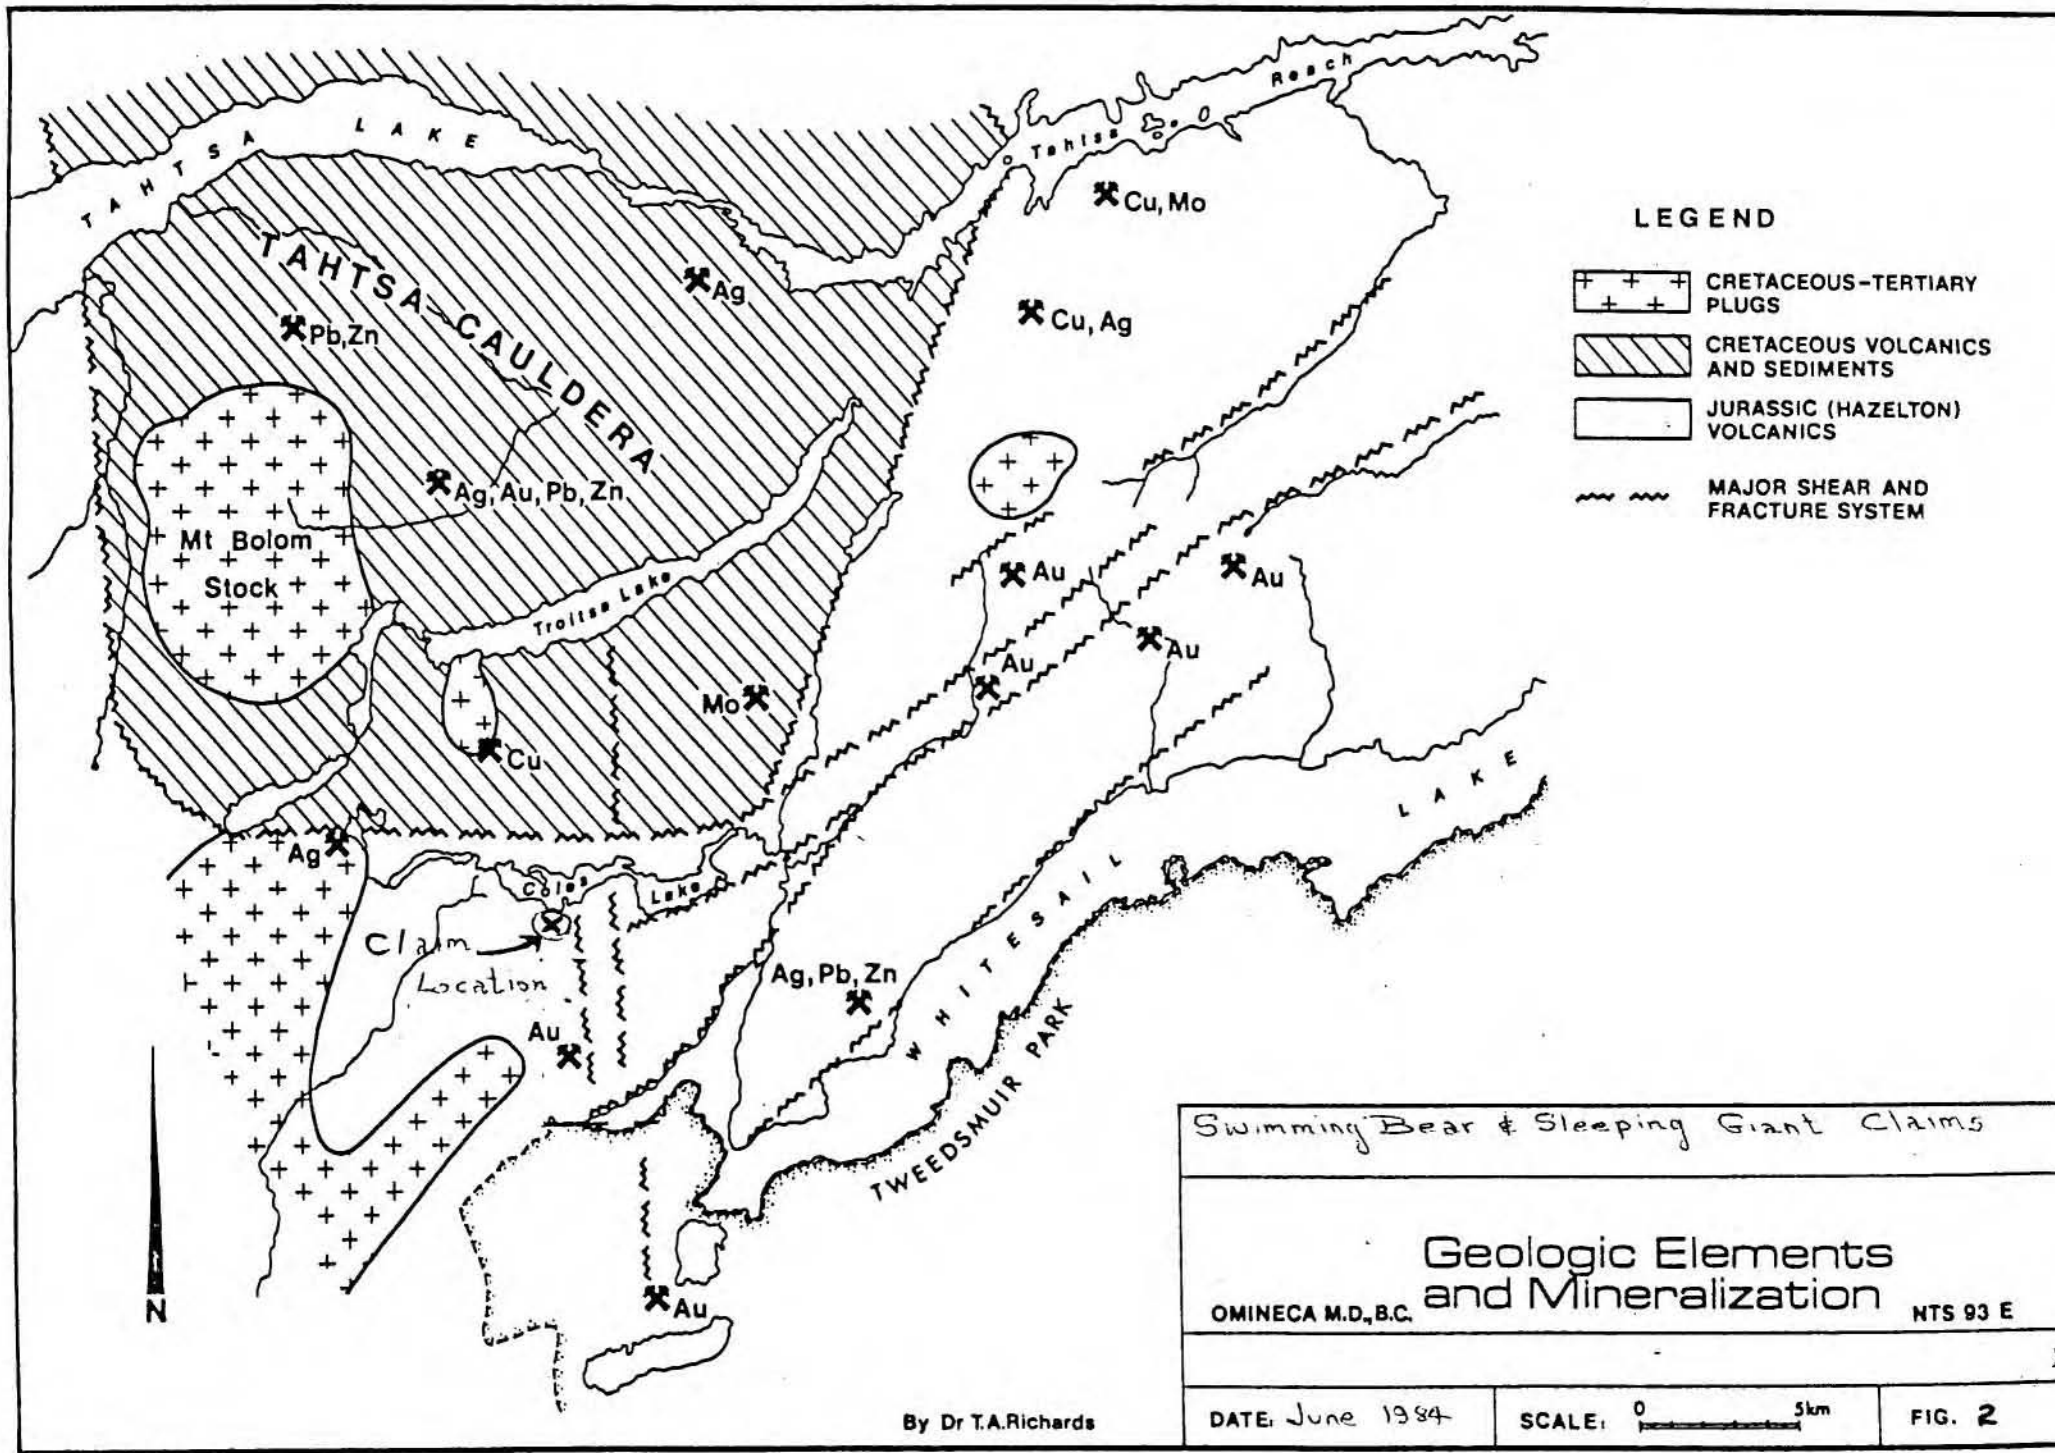 TAHTSA LAKE
Tahtsa Reach
TAHTSA-CAULDERA
Cu, Mo
Ag
Pb,Zn
Cu, Ag
Ag, Au, Pb, Zn
Mt Bolom
Stock
Troitsa Lake
Au
Au
Au
Au
Mo
Cu
Ag
Coles Lake
Claim
Location
Au
Ag, Pb, Zn
WHITESAIL LAKE
TWEEDSMUIR PARK
Au
N
By Dr T.A.Richards
LEGEND
CRETACEOUS-TERTIARY
PLUGS
CRETACEOUS VOLCANICS
AND SEDIMENTS
JURASSIC (HAZELTON)
VOLCANICS
MAJOR SHEAR AND
FRACTURE SYSTEM
Swimming Bear & Sleeping Giant Claims
Geologic Elements
and Mineralization
OMINECA M.D.,B.C.
NTS 93 E
DATE: June 1984
SCALE: 0 5km
FIG. 2